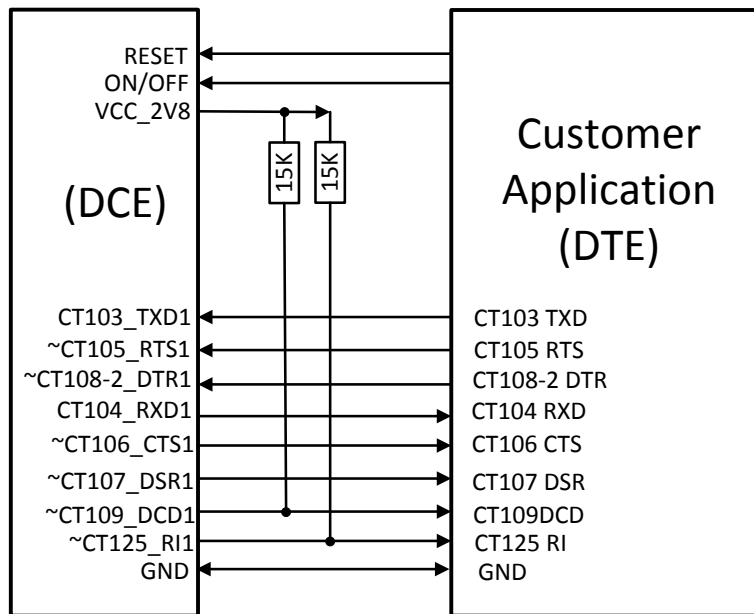 RESET
ON/OFF
VCC_2V8
15K
15K
(DCE)
Customer
Application
(DTE)
CT103_TXD1
CT103 TXD
~CT105_RTS1
CT105 RTS
~CT108-2_DTR1
CT108-2 DTR
CT104_RXD1
CT104 RXD
~CT106_CTS1
CT106 CTS
~CT107_DSR1
CT107 DSR
~CT109_DCD1
CT109DCD
~CT125_RI1
CT125 RI
GND
GND